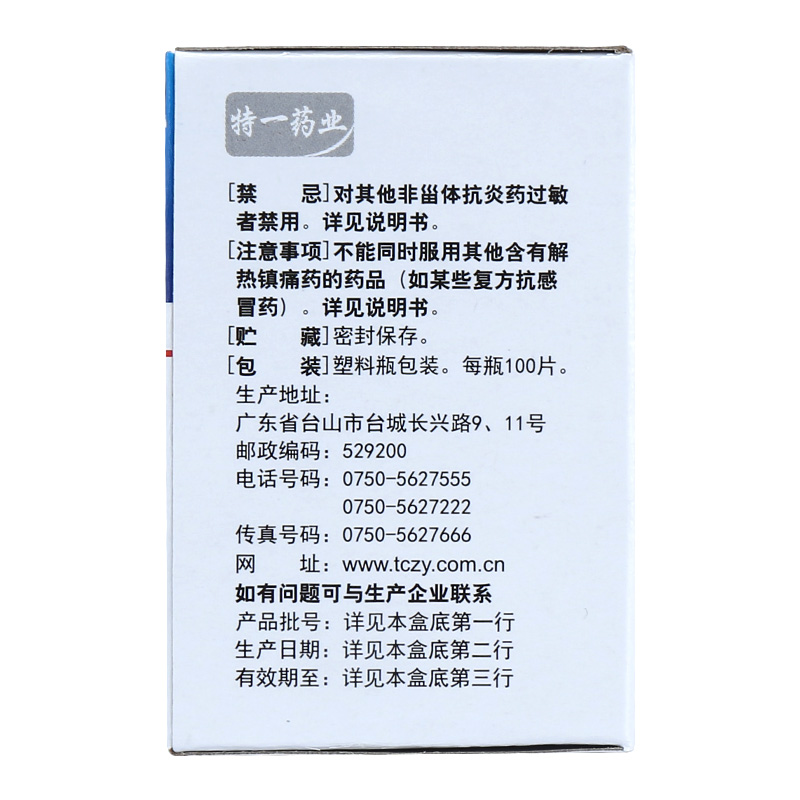 特一药业
[禁　忌]对其他非甾体抗炎药过敏
者禁用。详见说明书。
[注意事项]不能同时服用其他含有解
热镇痛药的药品（如某些复方抗感
冒药）。详见说明书。
[贮　藏]密封保存。
[包　装]塑料瓶包装。每瓶100片。
生产地址：
广东省台山市台城长兴路9、11号
邮政编码：529200
电话号码：0750-5627555
0750-5627222
传真号码：0750-5627666
网　址：www.tczy.com.cn
如有问题可与生产企业联系
产品批号：详见本盒底第一行
生产日期：详见本盒底第二行
有效期至：详见本盒底第三行